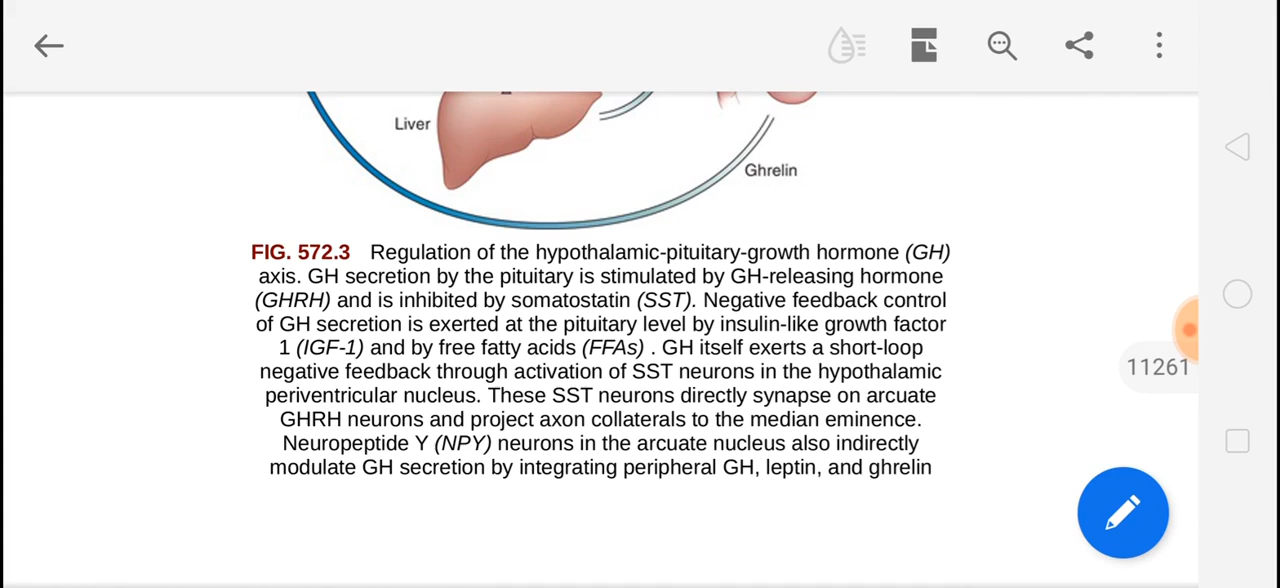 Liver
Ghrelin
FIG. 572.3 Regulation of the hypothalamic-pituitary-growth hormone (GH)
axis. GH secretion by the pituitary is stimulated by GH-releasing hormone
(GHRH) and is inhibited by somatostatin (SST). Negative feedback control
of GH secretion is exerted at the pituitary level by insulin-like growth factor
1 (IGF-1) and by free fatty acids (FFAs) . GH itself exerts a short-loop
negative feedback through activation of SST neurons in the hypothalamic
periventricular nucleus. These SST neurons directly synapse on arcuate
GHRH neurons and project axon collaterals to the median eminence.
Neuropeptide Y (NPY) neurons in the arcuate nucleus also indirectly
modulate GH secretion by integrating peripheral GH, leptin, and ghrelin
11261